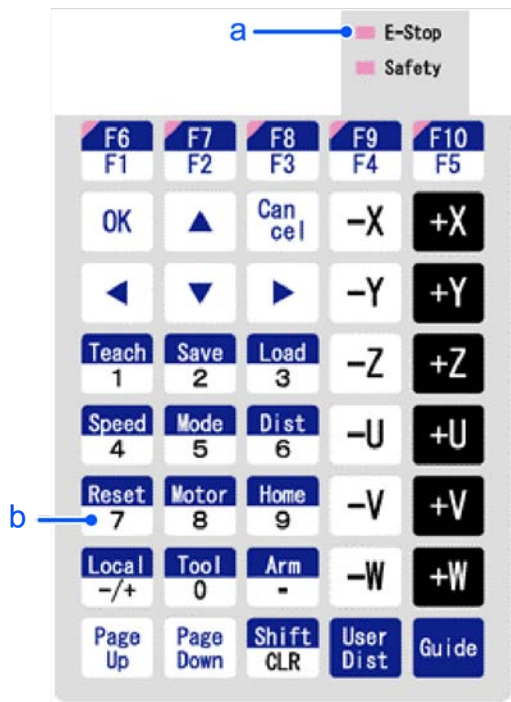 a
E-Stop
Safety
F6 F7 F8 F9 F10
F1 F2 F3 F4 F5
OK ▲ Can cel -X +X
◀ ▼ ▶ -Y +Y
Teach Save Load
1 2 3 -Z +Z
Speed Mode Dist
4 5 6 -U +U
b
Reset Motor Home
7 8 9 -V +V
Local Tool Arm
-/+ 0 - -W +W
Page Page Shift User Guide
Up Down CLR Dist